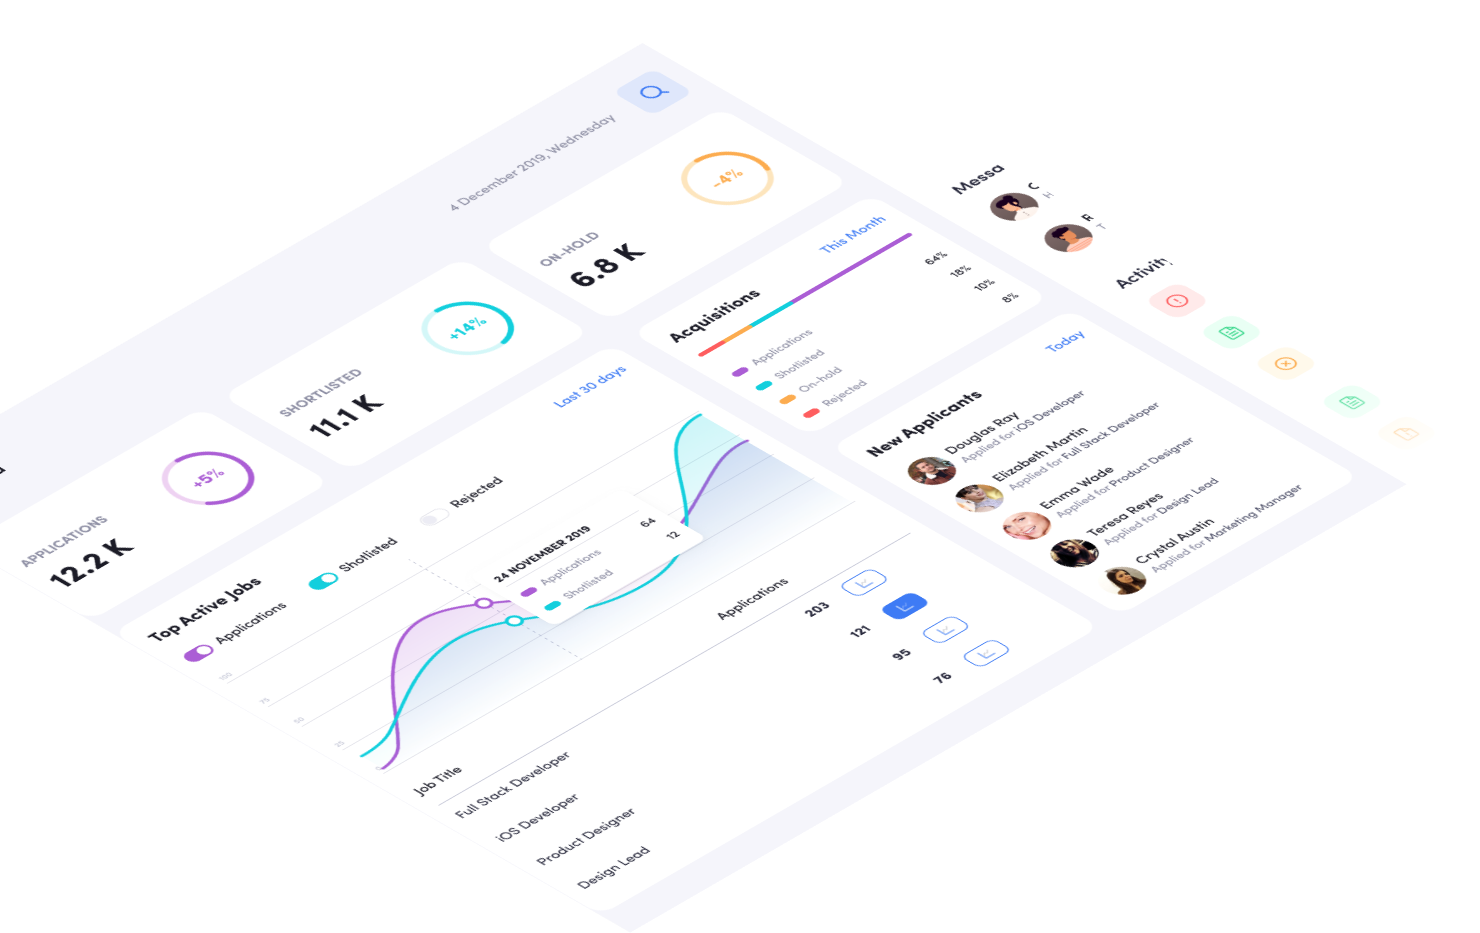 4 December 2019, Wednesday
APPLICATIONS
12.2 K
+5%
SHORTLISTED
11.1 K
+14%
ON-HOLD
6.8 K
-4%
Top Active Jobs
Last 30 days
Applications
Shotlisted
Rejected
100
75
50
25
0
24 NOVEMBER 2019
Applications 64
Shotlisted 12
Job Title Applications
Full Stack Developer 203
iOS Developer 121
Product Designer 95
Design Lead 76
Acquisitions
This Month
Applications 64%
Shotlisted 18%
On-hold 10%
Rejected 8%
New Applicants
Today
Douglas Ray
Applied for iOS Developer
Elizabeth Martin
Applied for Full Stack Developer
Emma Wade
Applied for Product Designer
Teresa Reyes
Applied for Design Lead
Crystal Austin
Applied for Marketing Manager
Messa
C
H
R
T
Activity